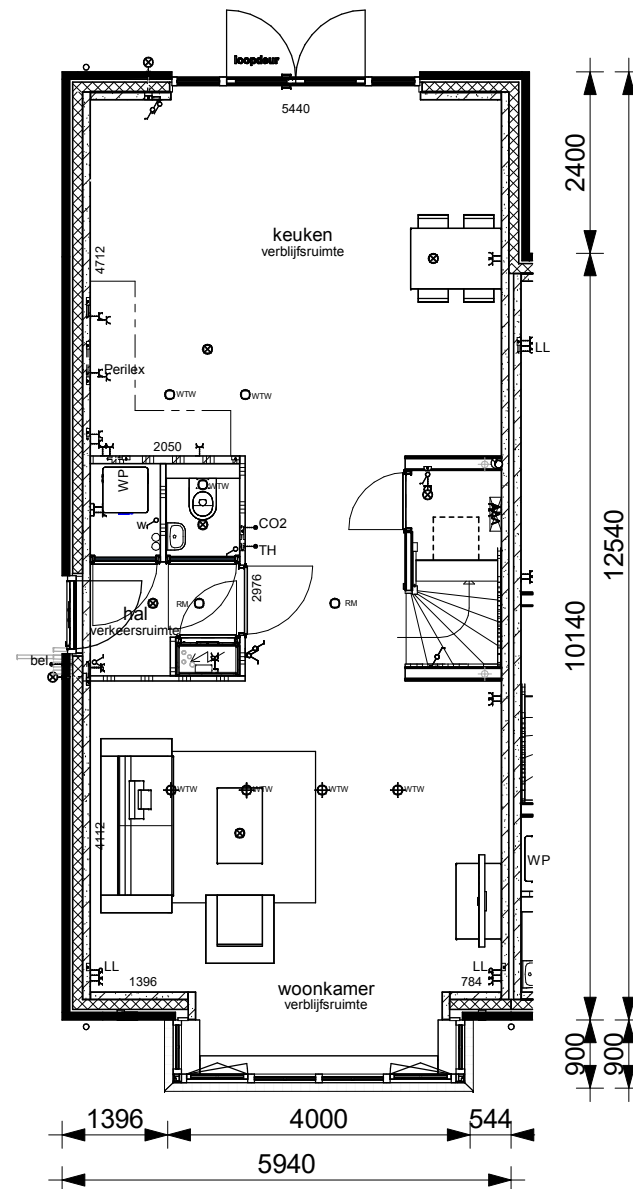 loopdeur
5440
2400
12540
keuken
verblijfsruimte
4712
LL
Perilex
WTW
WTW
2050
WP
WTW
CO2
TH
2976
10140
hal
verkeersruimte
RM
RM
bel
WTW
WTW
WTW
WTW
4112
WP
LL
LL
1396
woonkamer
verblijfsruimte
784
900
900
1396
4000
544
5940